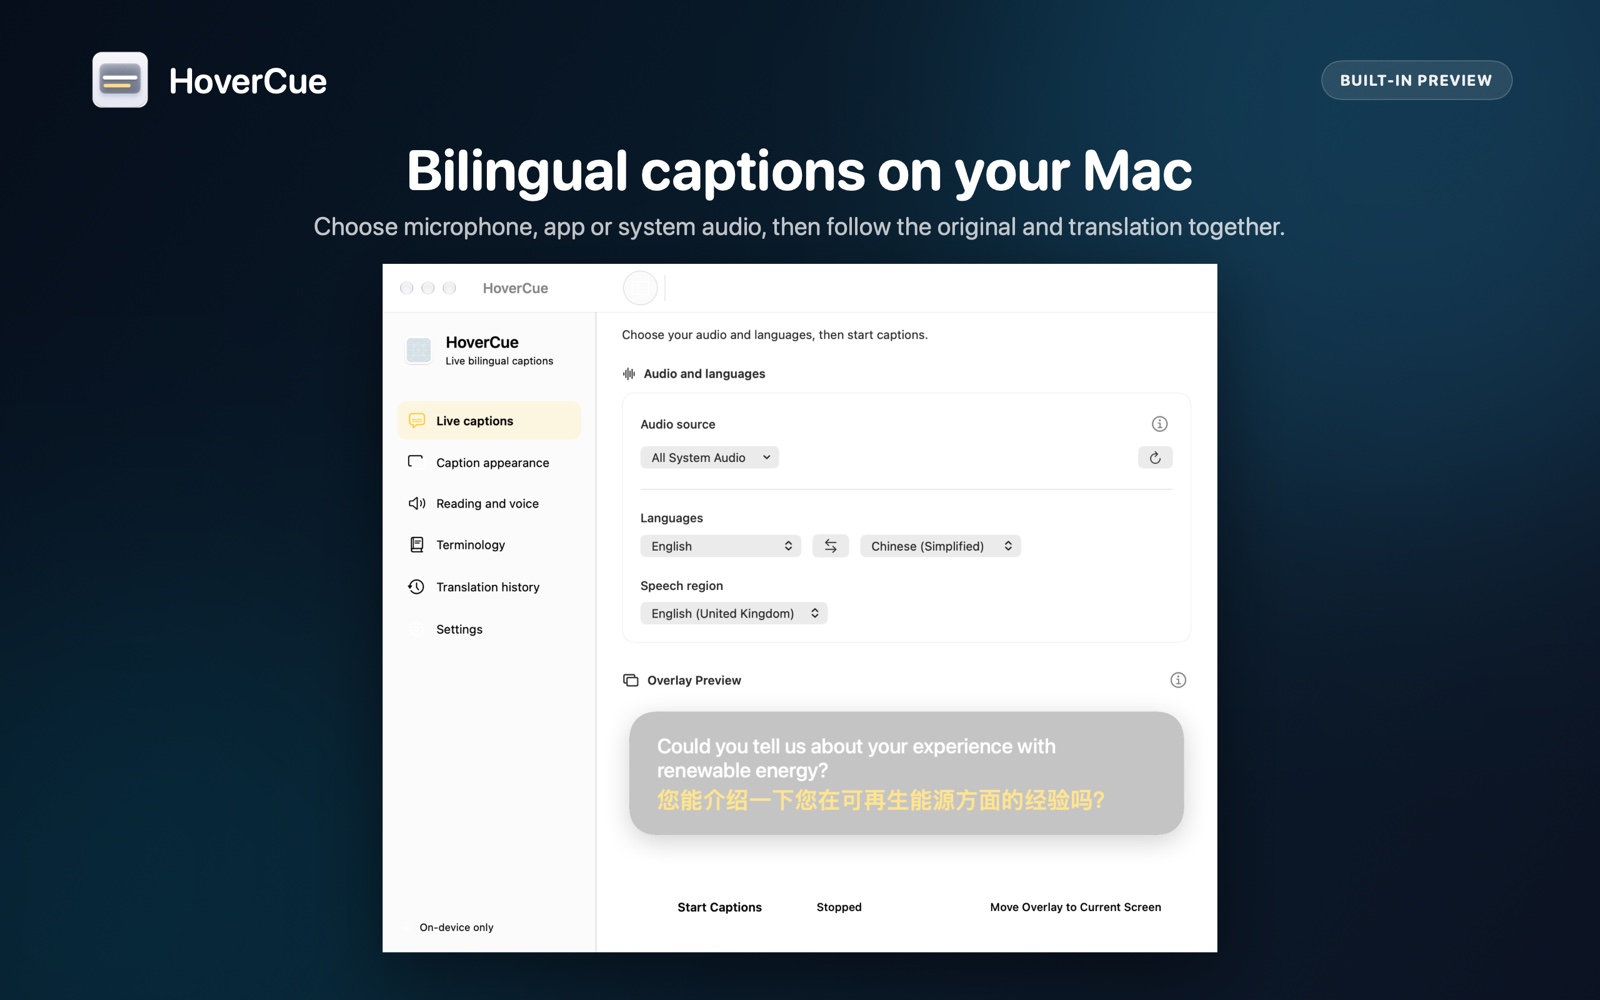 HoverCue
BUILT-IN PREVIEW
Bilingual captions on your Mac
Choose microphone, app or system audio, then follow the original and translation together.
HoverCue
HoverCue
Live bilingual captions
Live captions
Caption appearance
Reading and voice
Terminology
Translation history
Settings
On-device only
Choose your audio and languages, then start captions.
Audio and languages
Audio source
All System Audio
Languages
English
Chinese (Simplified)
Speech region
English (United Kingdom)
Overlay Preview
Could you tell us about your experience with
renewable energy?
您能介绍一下您在可再生能源方面的经验吗?
Start Captions
Stopped
Move Overlay to Current Screen